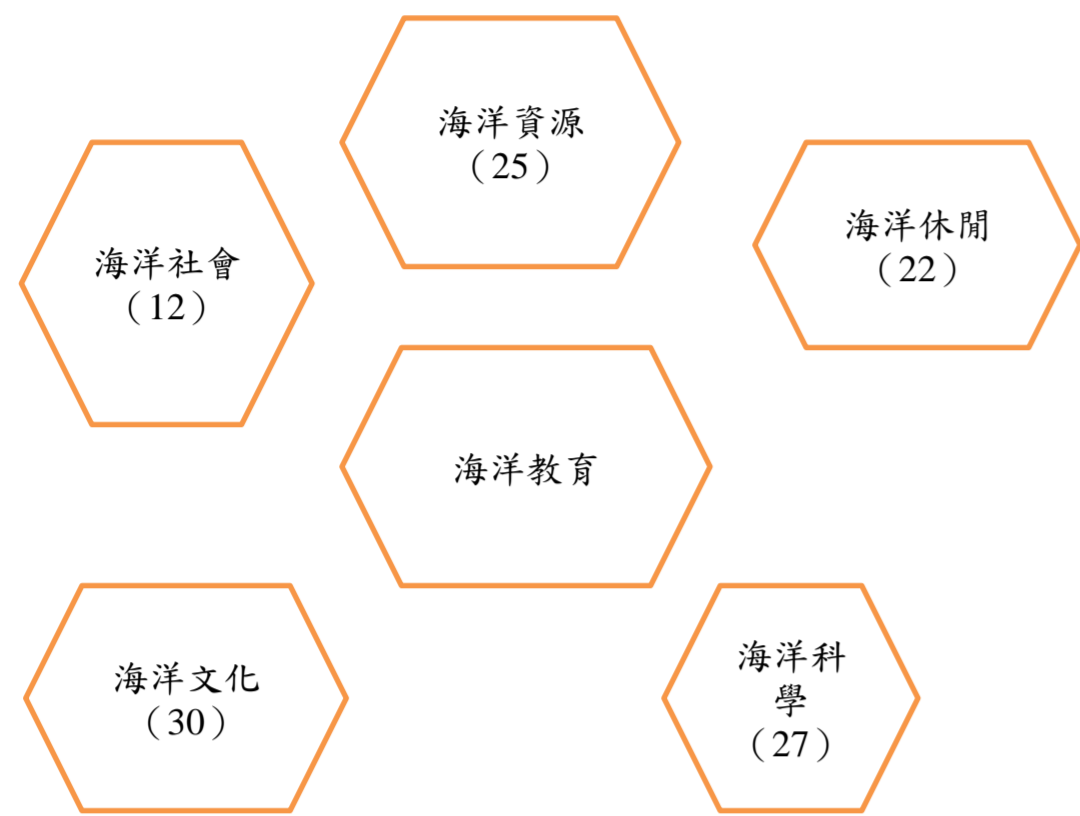 海洋資源
（25）
海洋休閒
（22）
海洋社會
（12）
海洋教育
海洋文化
（30）
海洋科
學
（27）